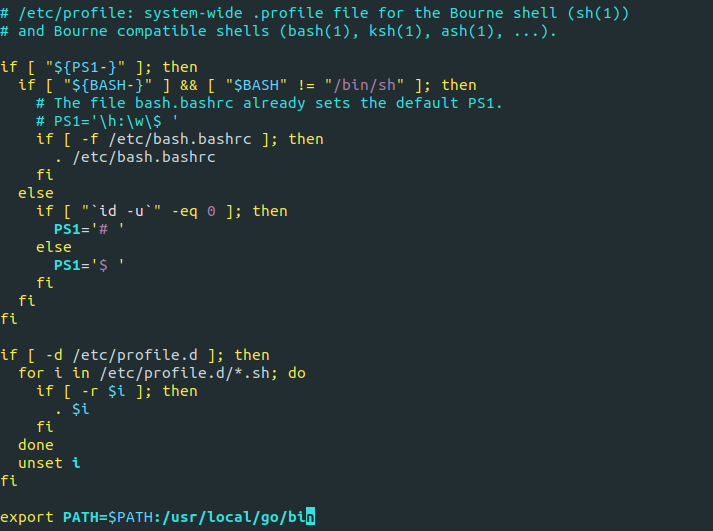 # /etc/profile: system-wide .profile file for the Bourne shell (sh(1))
# and Bourne compatible shells (bash(1), ksh(1), ash(1), ...).

if [ "${PS1-}" ]; then
  if [ "${BASH-}" ] && [ "$BASH" != "/bin/sh" ]; then
    # The file bash.bashrc already sets the default PS1.
    # PS1='\h:\w\$ '
    if [ -f /etc/bash.bashrc ]; then
      . /etc/bash.bashrc
    fi
  else
    if [ "`id -u`" -eq 0 ]; then
      PS1='# '
    else
      PS1='$ '
    fi
  fi
fi

if [ -d /etc/profile.d ]; then
  for i in /etc/profile.d/*.sh; do
    if [ -r $i ]; then
      . $i
    fi
  done
  unset i
fi

export PATH=$PATH:/usr/local/go/bin